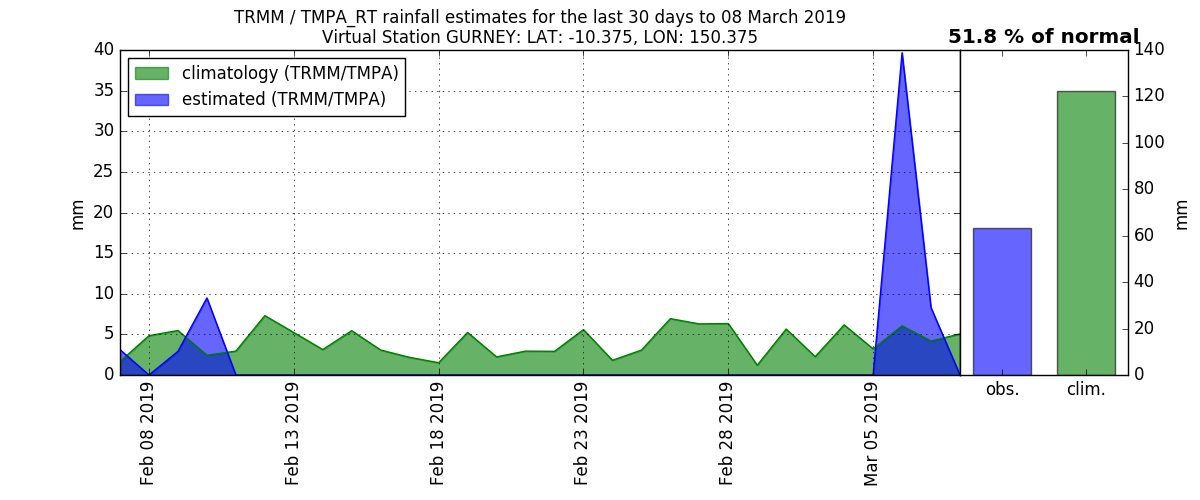 TRMM / TMPA_RT rainfall estimates for the last 30 days to 08 March 2019
Virtual Station GURNEY: LAT: -10.375, LON: 150.375
51.8 % of normal
climatology (TRMM/TMPA)
estimated (TRMM/TMPA)
mm
40
35
30
25
20
15
10
5
0
Feb 08 2019
Feb 13 2019
Feb 18 2019
Feb 23 2019
Feb 28 2019
Mar 05 2019
obs.
clim.
140
120
100
80
60
40
20
0
mm